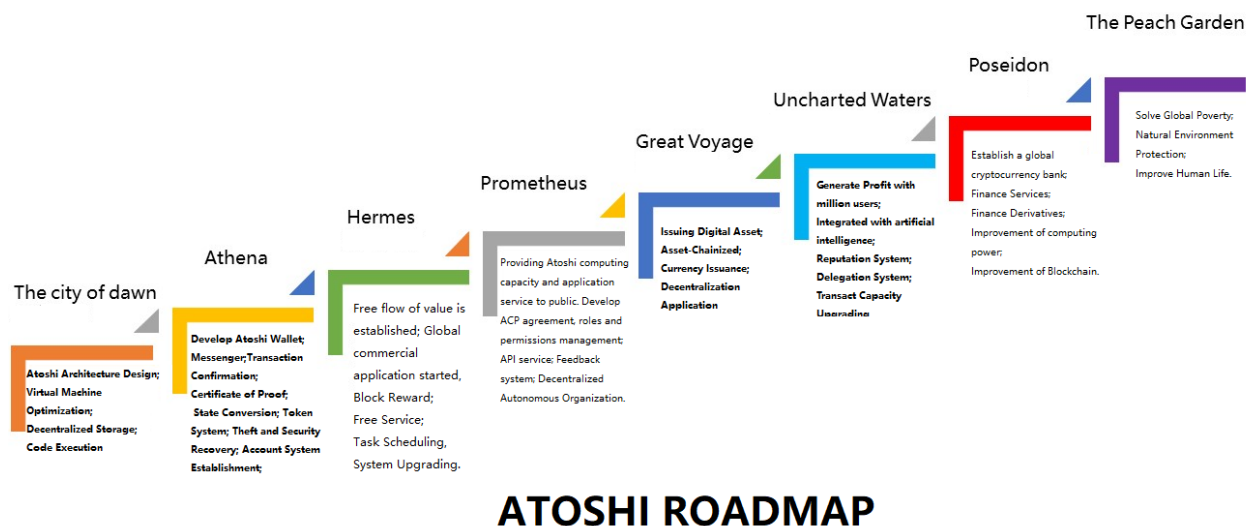 The city of dawn
Atoshi Architecture Design;
Virtual Machine
Optimization;
Decentralized Storage;
Code Execution
Athena
Develop Atoshi Wallet;
Messenger;Transaction
Confirmation;
Certificate of Proof;
State Conversion; Token
System; Theft and Security
Recovery; Account System
Establishment;
Hermes
Free flow of value is
established; Global
commercial
application started,
Block Reward;
Free Service;
Task Scheduling,
System Upgrading.
Prometheus
Providing Atoshi computing
capacity and application
service to public. Develop
ACP agreement, roles and
permissions management;
API service; Feedback
system; Decentralized
Autonomous Organization.
Great Voyage
Issuing Digital Asset;
Asset-Chainized;
Currency Issuance;
Decentralization
Application
Uncharted Waters
Generate Profit with
million users;
Integrated with artificial
intelligence;
Reputation System;
Delegation System;
Transact Capacity
Upgrading
Poseidon
Establish a global
cryptocurrency bank;
Finance Services;
Finance Derivatives;
Improvement of computing
power;
Improvement of Blockchain.
The Peach Garden
Solve Global Poverty;
Natural Environment
Protection;
Improve Human Life.
ATOSHI ROADMAP